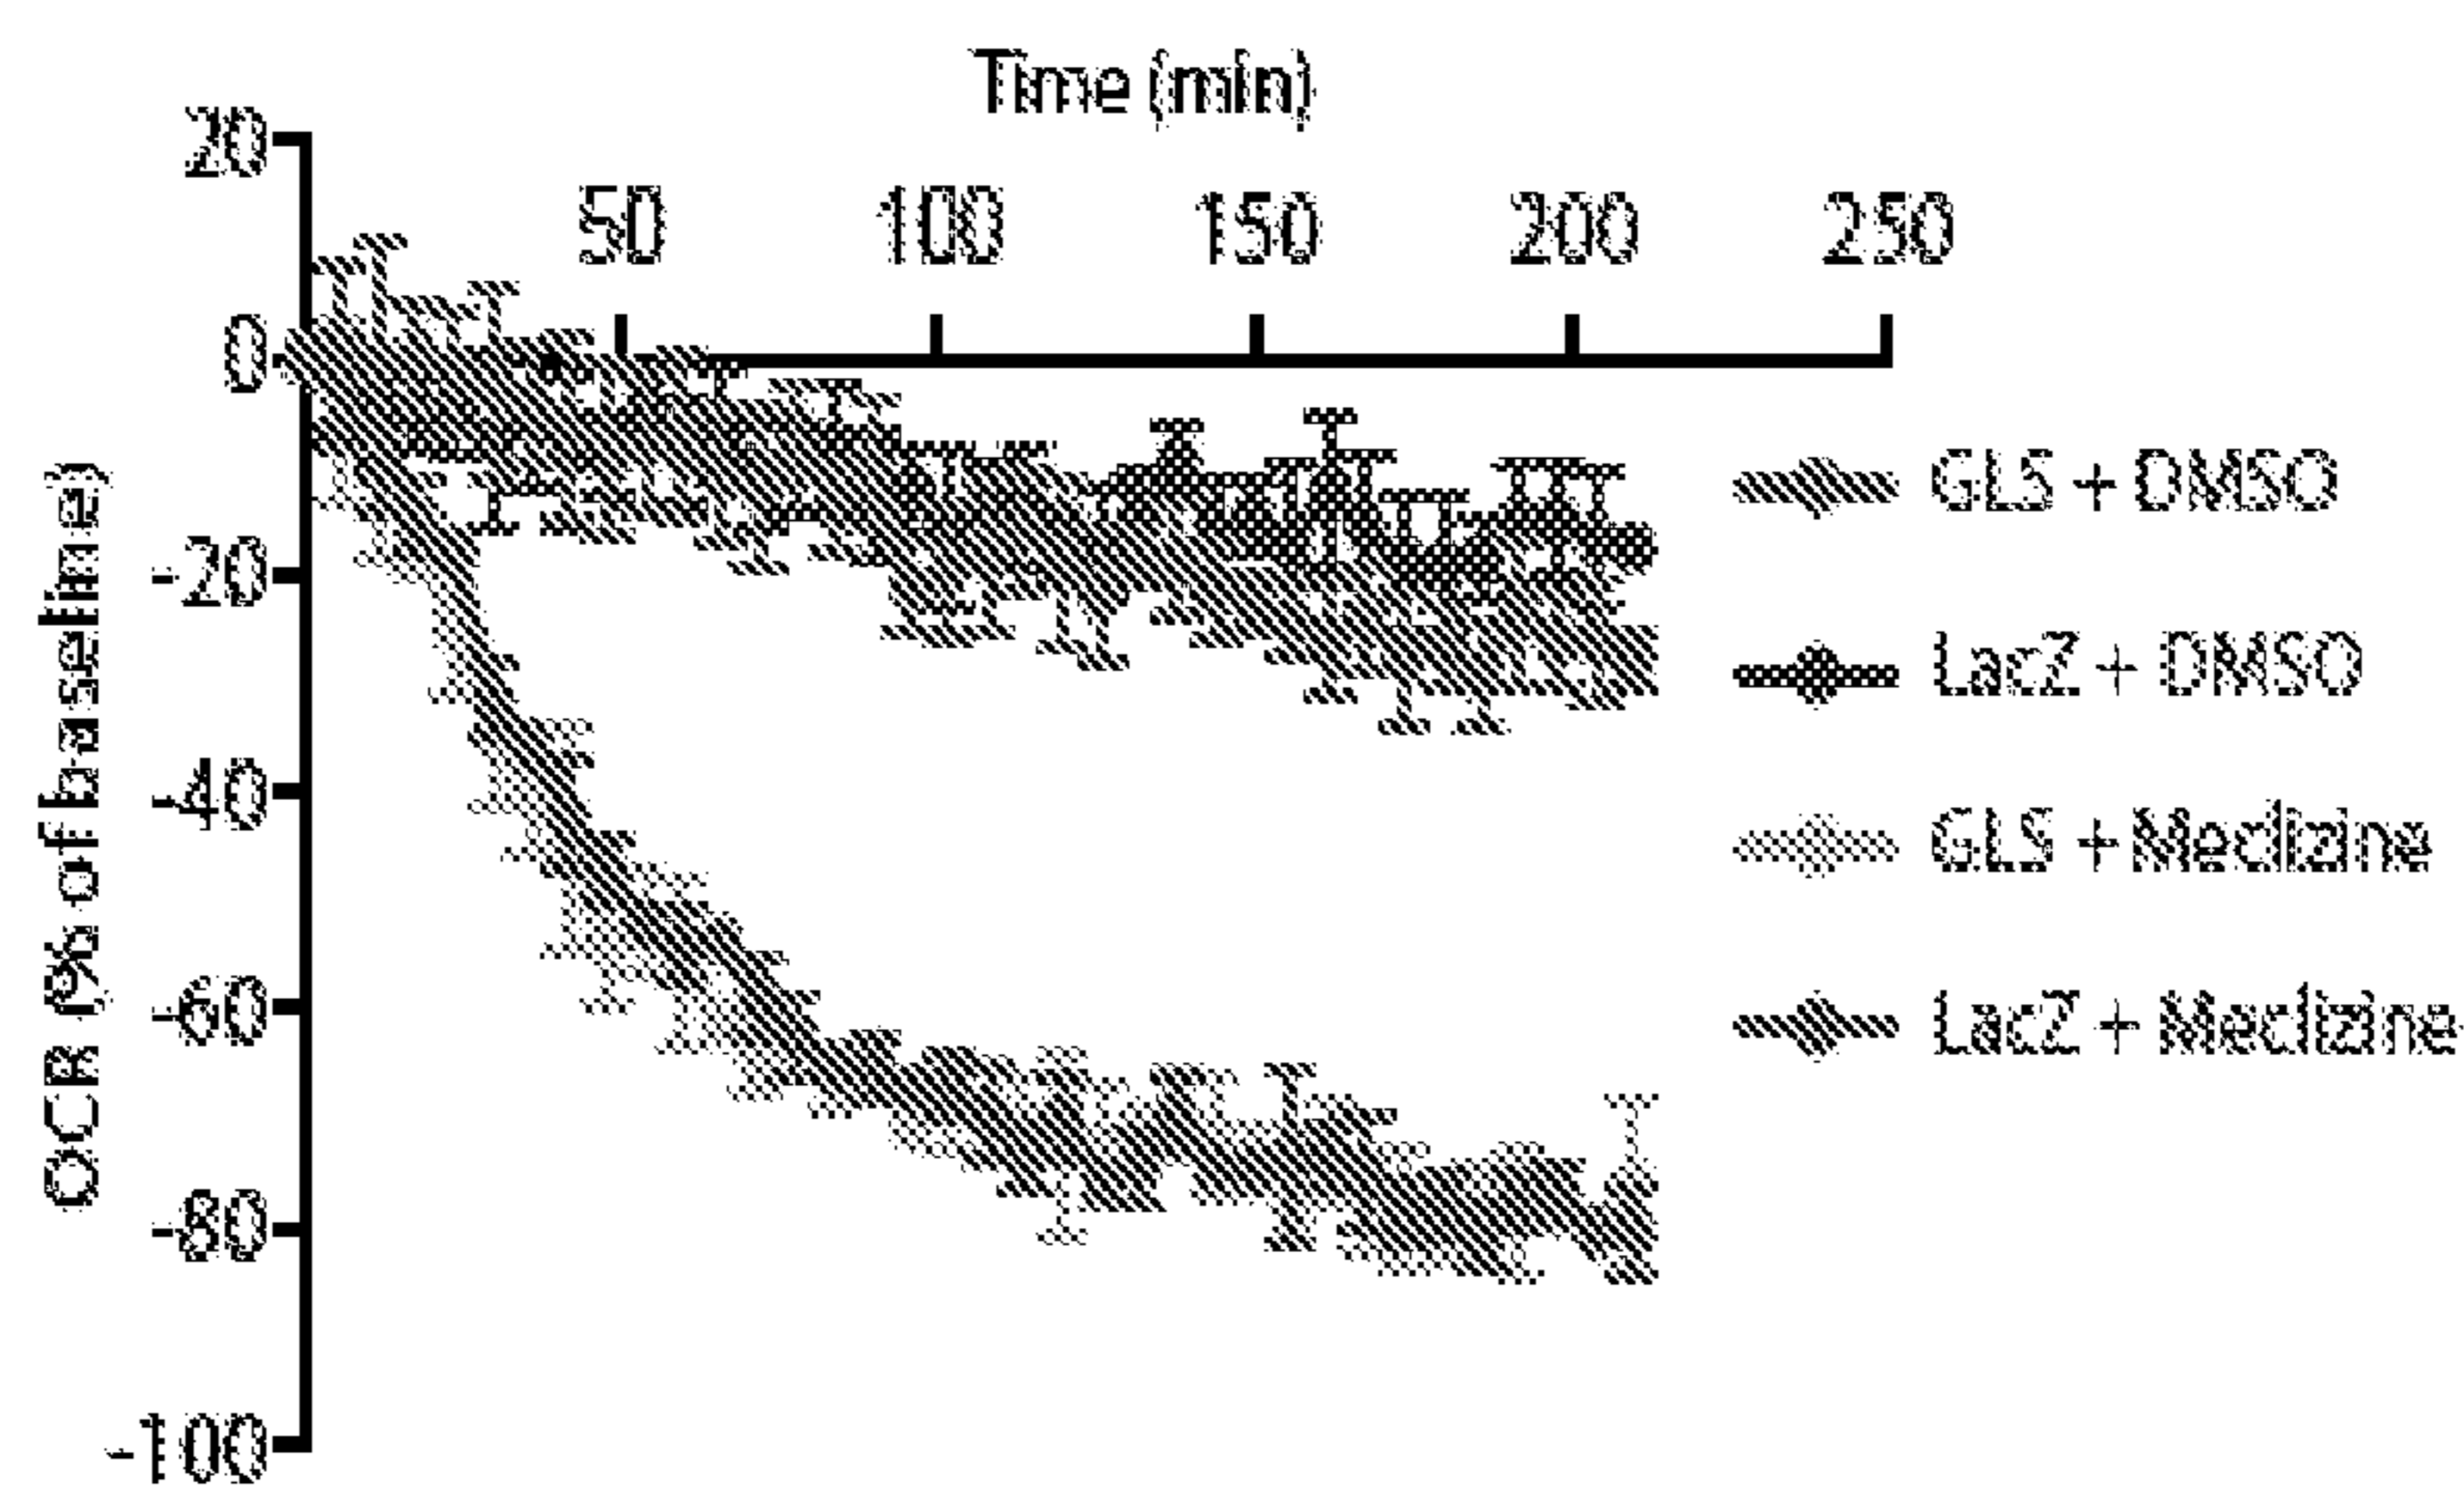 Time (min)
20
50 100 150 200 250
0
-20
-40
-60
-80
-100
OCR (% of baseline)
GLS + DMSO
LacZ + DMSO
GLS + Meclizine
LacZ + Meclizine